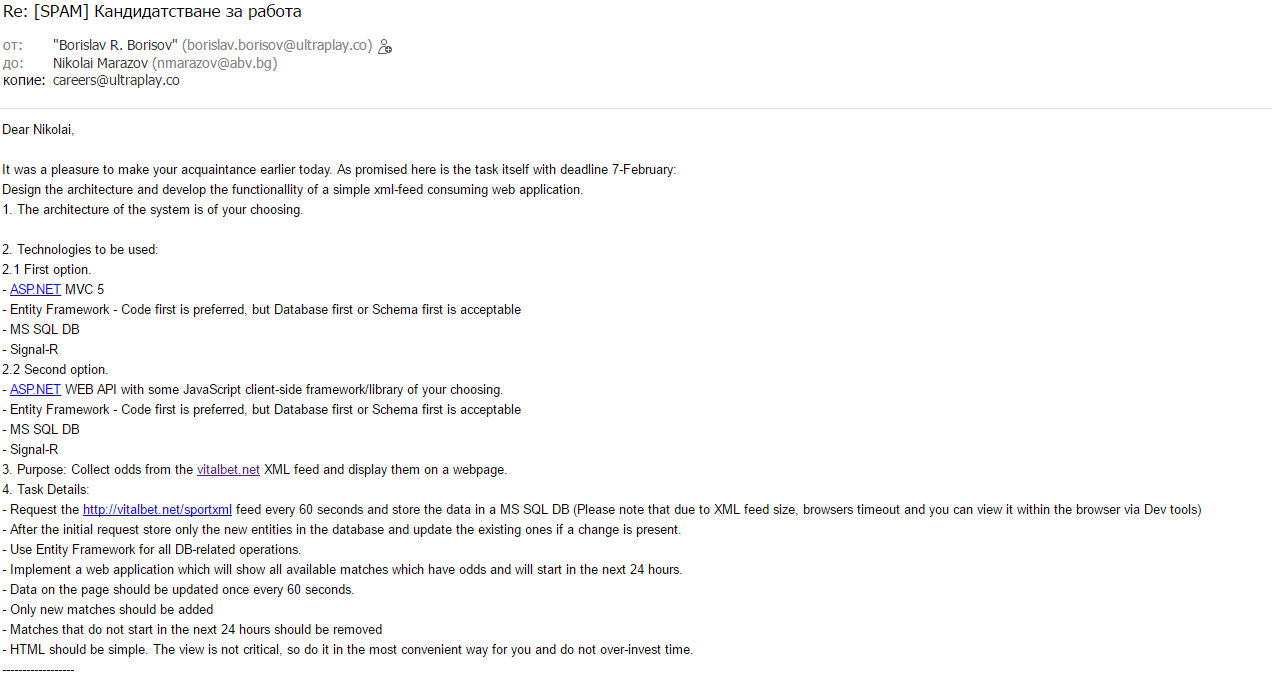 Re: [SPAM] Кандидатстване за работа
от: "Borislav R. Borisov" (borislav.borisov@ultraplay.co)
до: Nikolai Marazov (nmarazov@abv.bg)
копие: careers@ultraplay.co
Dear Nikolai,
It was a pleasure to make your acquaintance earlier today. As promised here is the task itself with deadline 7-February:
Design the architecture and develop the functionallity of a simple xml-feed consuming web application.
1. The architecture of the system is of your choosing.
2. Technologies to be used:
2.1 First option.
- ASP.NET MVC 5
- Entity Framework - Code first is preferred, but Database first or Schema first is acceptable
- MS SQL DB
- Signal-R
2.2 Second option.
- ASP.NET WEB API with some JavaScript client-side framework/library of your choosing.
- Entity Framework - Code first is preferred, but Database first or Schema first is acceptable
- MS SQL DB
- Signal-R
3. Purpose: Collect odds from the vitalbet.net XML feed and display them on a webpage.
4. Task Details:
- Request the http://vitalbet.net/sportxml feed every 60 seconds and store the data in a MS SQL DB (Please note that due to XML feed size, browsers timeout and you can view it within the browser via Dev tools)
- After the initial request store only the new entities in the database and update the existing ones if a change is present.
- Use Entity Framework for all DB-related operations.
- Implement a web application which will show all available matches which have odds and will start in the next 24 hours.
- Data on the page should be updated once every 60 seconds.
- Only new matches should be added
- Matches that do not start in the next 24 hours should be removed
- HTML should be simple. The view is not critical, so do it in the most convenient way for you and do not over-invest time.
------------------